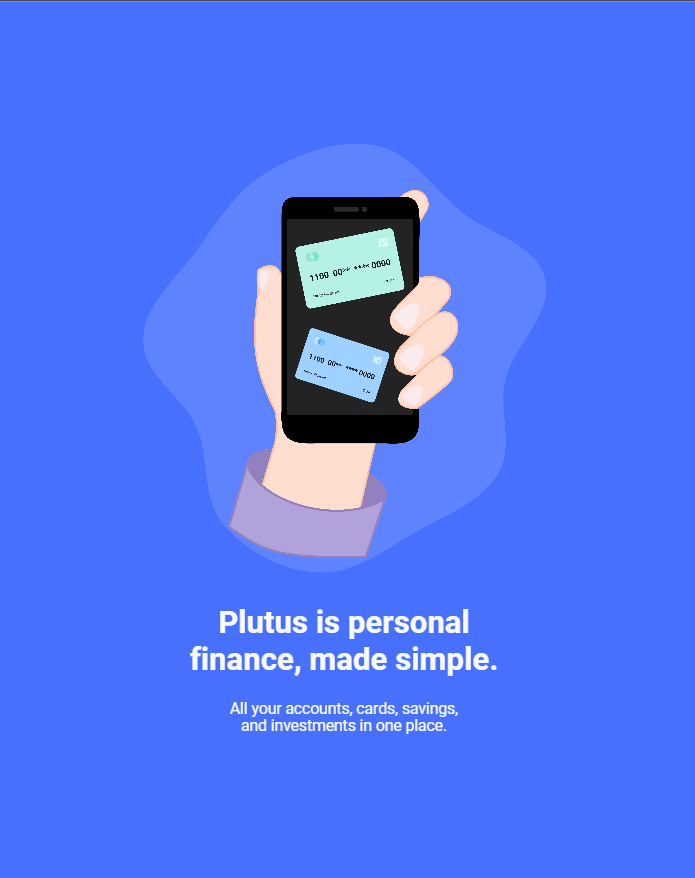 1100 00** **** 0000
1100 00** **** 0000
Plutus is personal
finance, made simple.
All your accounts, cards, savings,
and investments in one place.